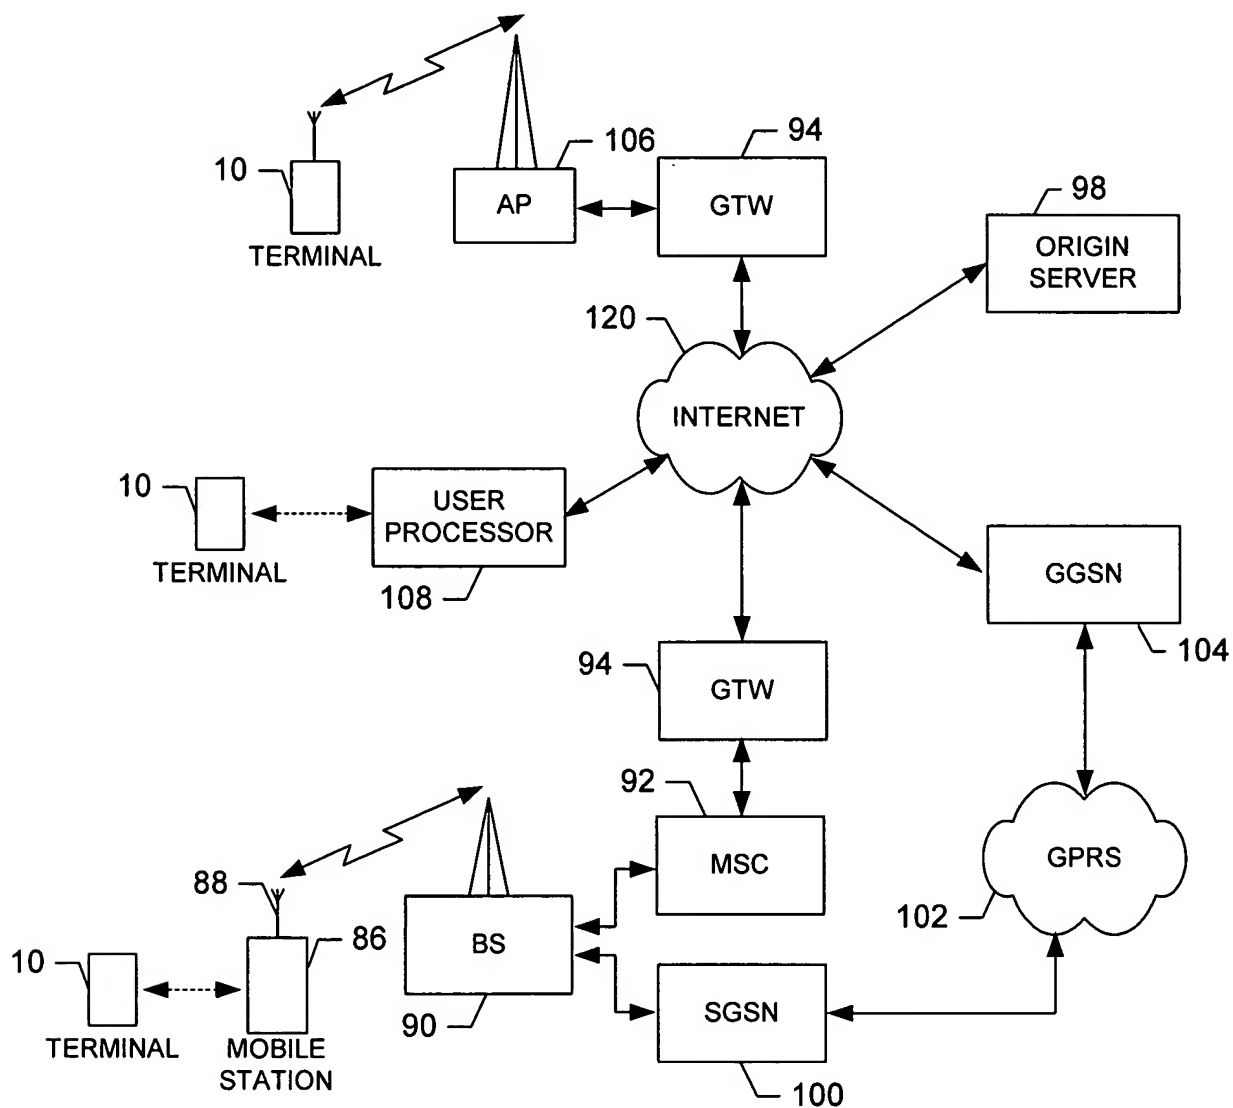 94
106
10
AP
GTW
98
TERMINAL
ORIGIN
SERVER
120
INTERNET
10
USER
PROCESSOR
TERMINAL
108
GGSN
104
94
GTW
92
MSC
GPRS
102
88
86
BS
10
SGSN
90
TERMINAL
MOBILE
STATION
100